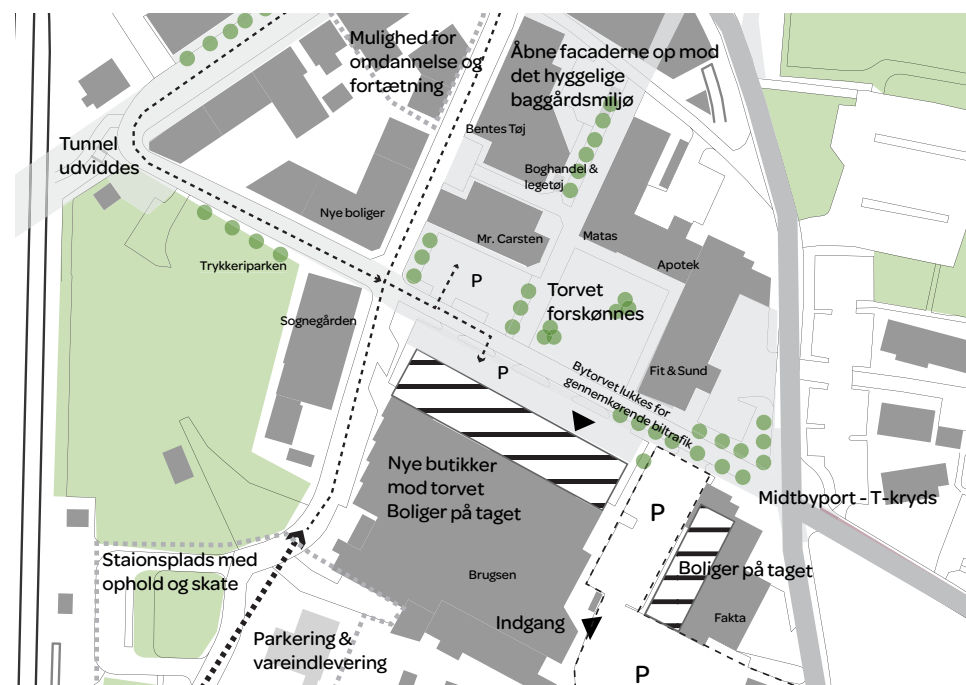 Mulighed for
omdannelse og
fortætning
Åbne facaderne op mod
det hyggelige
baggårdsmiljø
Bentes Tøj
Tunnel
udviddes
Boghandel &
legetøj
Nye boliger
Mr. Carsten
Matas
Trykkeriparken
Apotek
P
Torvet
forskønnes
Sognegården
P
Fit & Sund
Bytorvet lukkes for
gennemkørende biltrafik
Nye butikker
mod torvet
Boliger på taget
P
Midtbyport - T-kryds
Staionsplads med
ophold og skate
Brugsen
Boliger på taget
Fakta
Indgang
Parkering &
vareindlevering
P